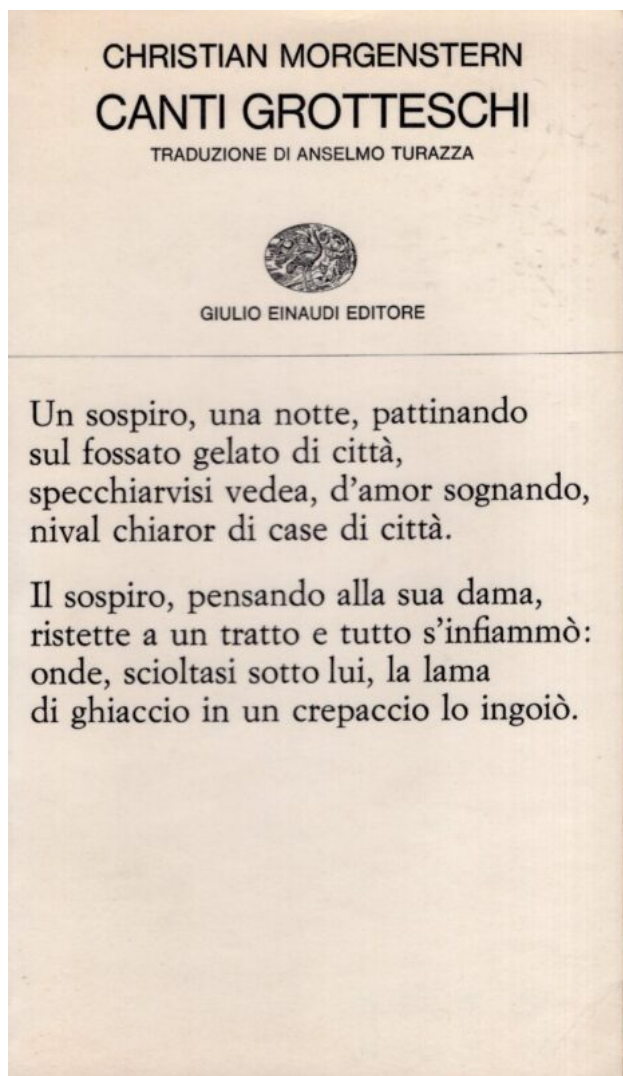 CHRISTIAN MORGENSTERN
CANTI GROTTESCHI
TRADUZIONE DI ANSELMO TURAZZA
GIULIO EINAUDI EDITORE
Un sospiro, una notte, pattinando
sul fossato gelato di città,
specchiarvisi vedea, d'amor sognando,
nival chiaror di case di città.
Il sospiro, pensando alla sua dama,
ristette a un tratto e tutto s'infiammò:
onde, scioltasi sotto lui, la lama
di ghiaccio in un crepaccio lo ingoiò.